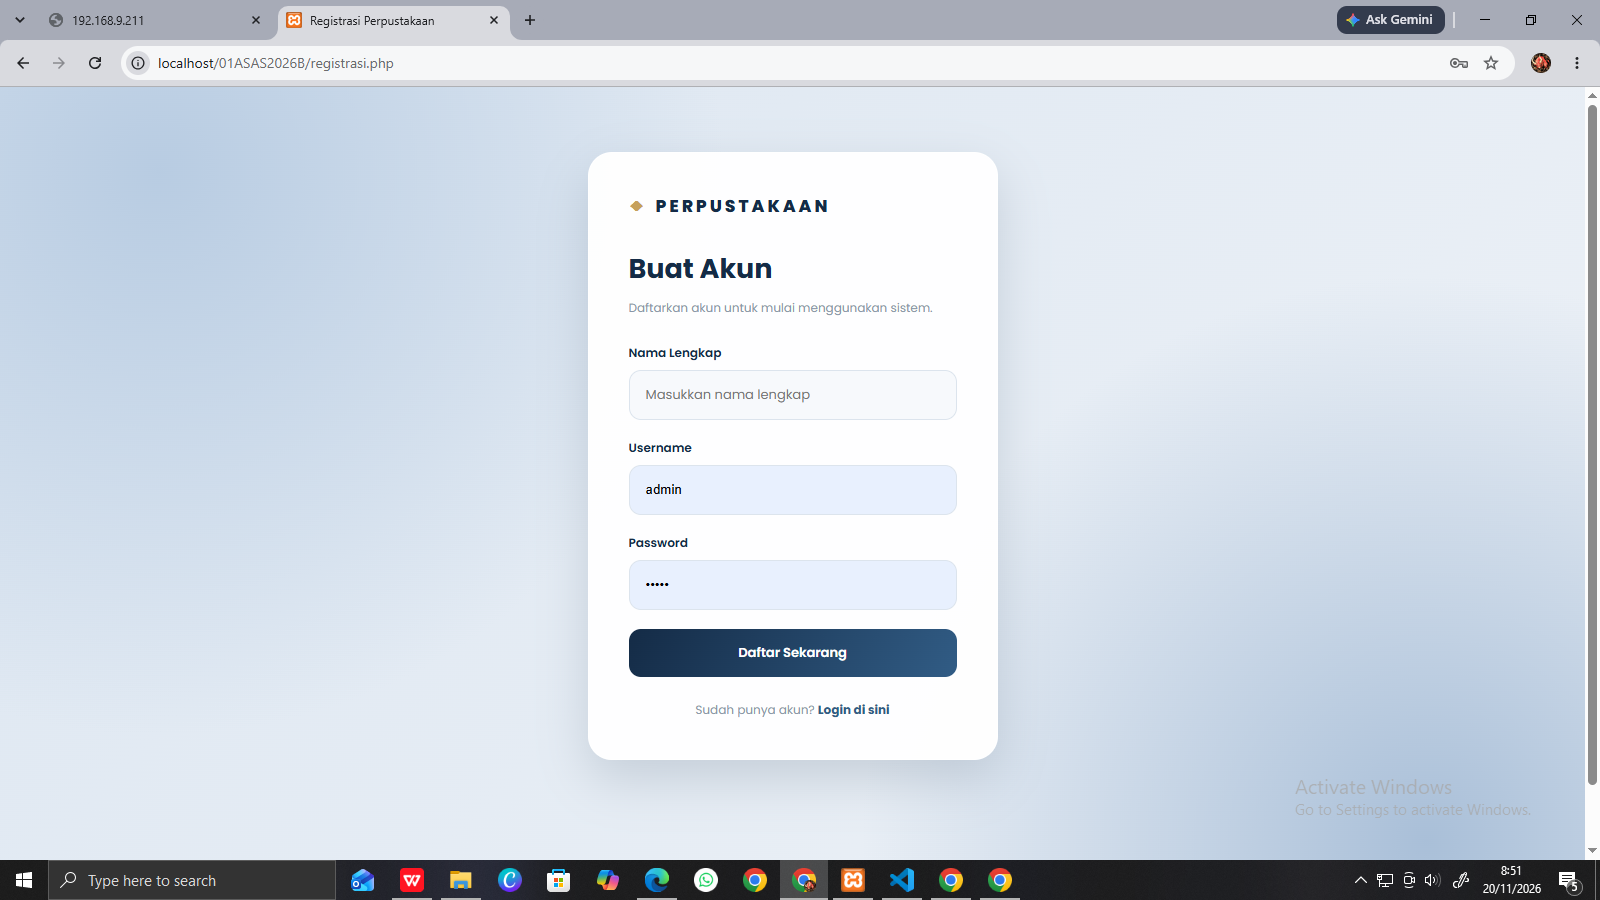 192.168.9.211
Registrasi Perpustakaan
Ask Gemini
localhost/01ASAS2026B/registrasi.php
PERPUSTAKAAN
Buat Akun
Daftarkan akun untuk mulai menggunakan sistem.
Nama Lengkap
Masukkan nama lengkap
Username
admin
Password
•••••
Daftar Sekarang
Sudah punya akun? Login di sini
Activate Windows
Go to Settings to activate Windows.
Type here to search
8:51
20/11/2026
5